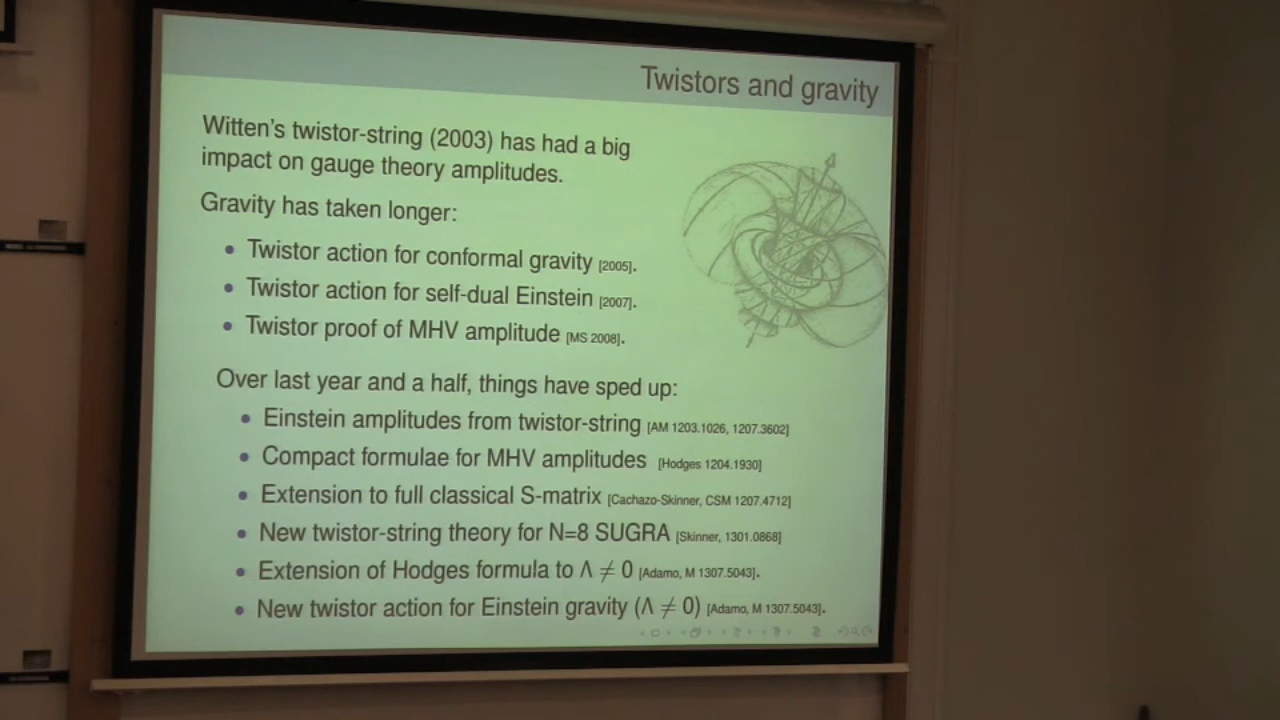 Twistors and gravity
Witten's twistor-string (2003) has had a big
impact on gauge theory amplitudes.
Gravity has taken longer:
• Twistor action for conformal gravity [2005].
• Twistor action for self-dual Einstein [2007].
• Twistor proof of MHV amplitude [MS 2008].
Over last year and a half, things have sped up:
• Einstein amplitudes from twistor-string [AM 1203.1026, 1207.3602]
• Compact formulae for MHV amplitudes [Hodges 1204.1930]
• Extension to full classical S-matrix [Cachazo-Skinner, CSM 1207.4712]
• New twistor-string theory for N=8 SUGRA [Skinner, 1301.0868]
• Extension of Hodges formula to Λ ≠ 0 [Adamo, M 1307.5043].
• New twistor action for Einstein gravity (Λ ≠ 0) [Adamo, M 1307.5043].